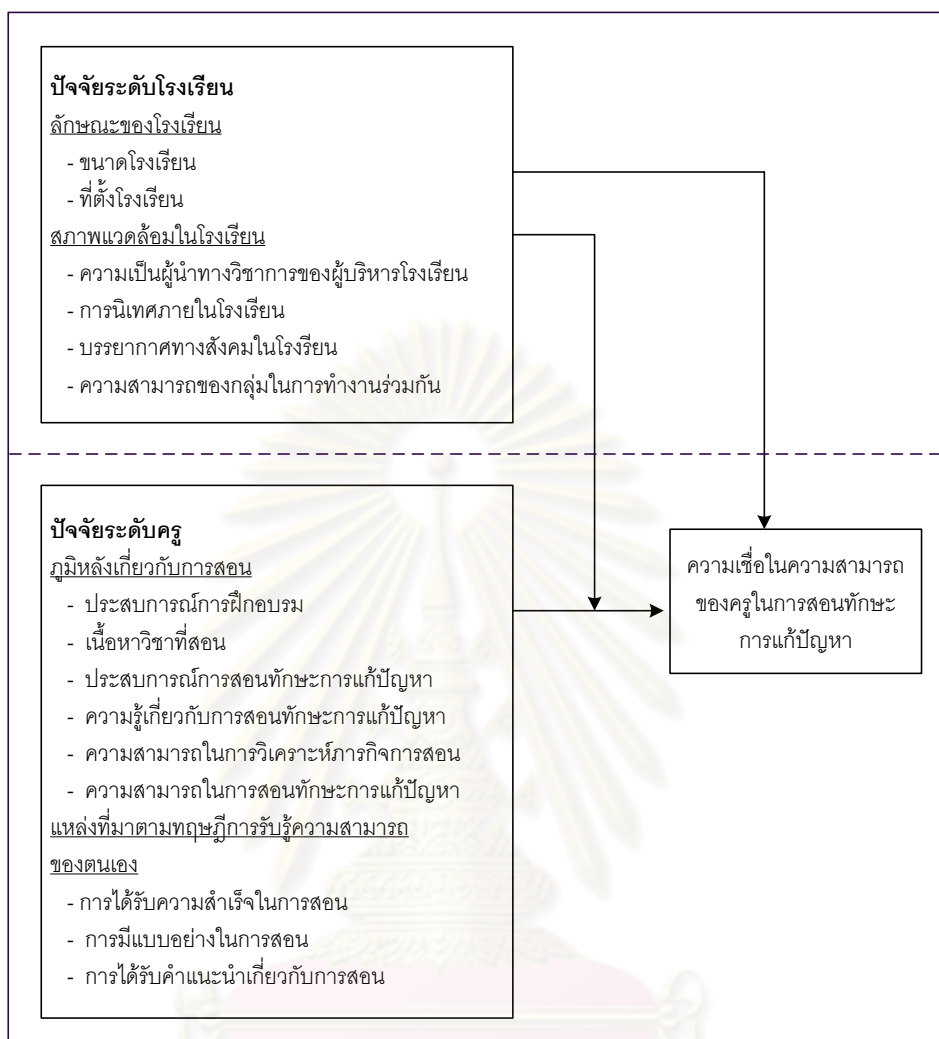 ปัจจัยระดับโรงเรียน
ลักษณะของโรงเรียน
- ขนาดโรงเรียน
- ที่ตั้งโรงเรียน
สภาพแวดล้อมในโรงเรียน
- ความเป็นผู้นำทางวิชาการของผู้บริหารโรงเรียน
- การนิเทศภายในโรงเรียน
- บรรยากาศทางสังคมในโรงรียน
- ความสามารถของกลุ่มในการทำงานร่วมกัน
ปัจจัยระดับครู
ภูมิหลังเกี่ยวกับการสอน
- ประสบการณ์การฝึกอบรม
- เนื้อหาวิชาที่สอน
- ประสบการณ์การสอนทักษะการแก้ปัญหา
- ความรู้เกี่ยวกับการสอนทักษะการแก้ปัญหา
- ความสามารถในการวิเคราะห์ภารกิจการสอน
- ความสามารถในการสอนทักษะการแก้ปัญหา
แหล่งที่มาตามทฤษฎีการรับรู้ความสามารถ
ของตนเอง
- การได้รับความสำเร็จในการสอน
- การมีแบบอย่างในการสอน
- การได้รับคำแนะนำเกี่ยวกับการสอน
ความเชื่อในความสามารถ
ของครูในการสอนทักษะ
การแก้ปัญหา